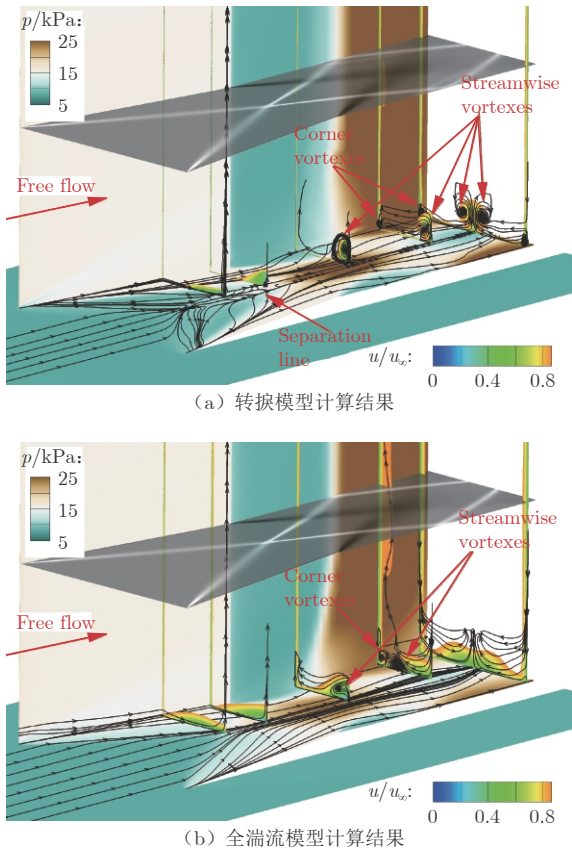 p/kPa:
25
15
5
Streamwise
vortexes
Corner
vortexes
Free flow
Separation
line
u/u∞:
0 0.4 0.8
(a) 转捩模型计算结果
p/kPa:
25
15
5
Streamwise
vortexes
Corner
vortexes
Free flow
u/u∞:
0 0.4 0.8
(b) 全湍流模型计算结果